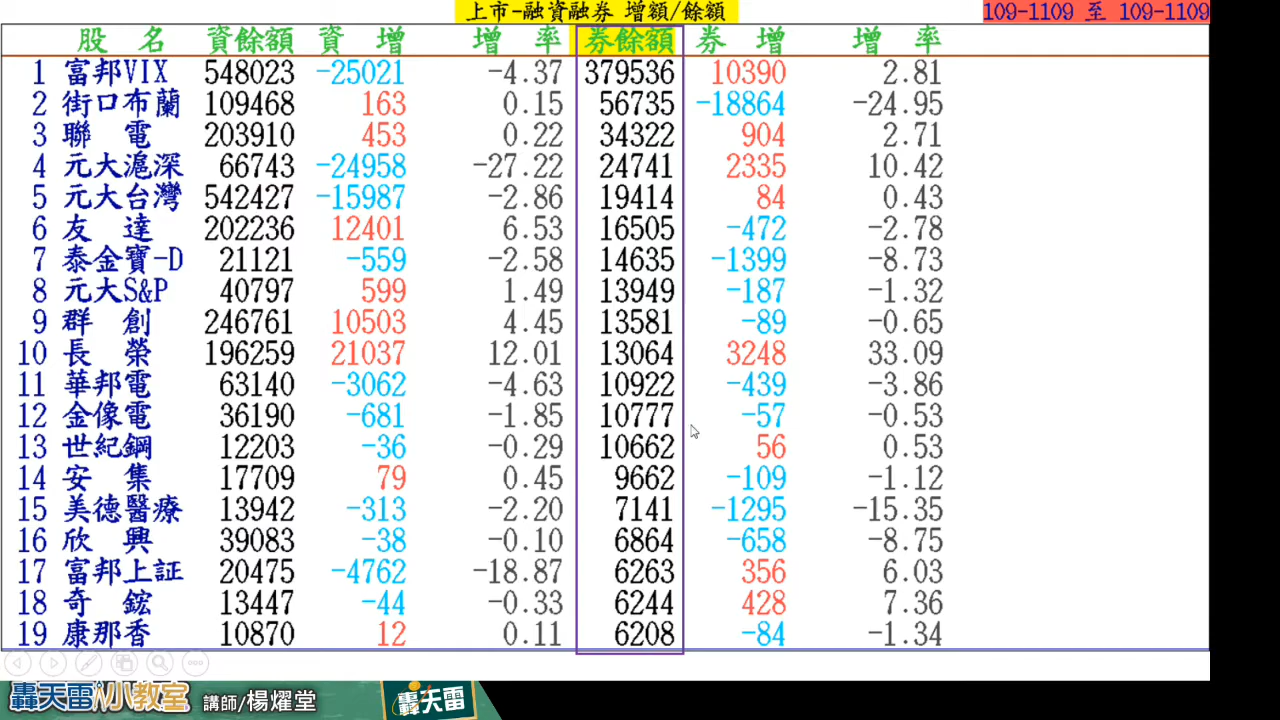 上市-融資融券 增額/餘額
109-1109 至 109-1109
股 名 資餘額 資 增 增 率 券餘額 券 增 增 率
1 富邦VIX 548023 -25021 -4.37 379536 10390 2.81
2 街口布蘭 109468 163 0.15 56735 -18864 -24.95
3 聯 電 203910 453 0.22 34322 904 2.71
4 元大滬深 66743 -24958 -27.22 24741 2335 10.42
5 元大台灣 542427 -15987 -2.86 19414 84 0.43
6 友 達 202236 12401 6.53 16505 -472 -2.78
7 泰金寶-D 21121 -559 -2.58 14635 -1399 -8.73
8 元大S&P 40797 599 1.49 13949 -187 -1.32
9 群 創 246761 10503 4.45 13581 -89 -0.65
10 長 榮 196259 21037 12.01 13064 3248 33.09
11 華邦電 63140 -3062 -4.63 10922 -439 -3.86
12 金像電 36190 -681 -1.85 10777 -57 -0.53
13 世紀鋼 12203 -36 -0.29 10662 56 0.53
14 安 集 17709 79 0.45 9662 -109 -1.12
15 美德醫療 13942 -313 -2.20 7141 -1295 -15.35
16 欣 興 39083 -38 -0.10 6864 -658 -8.75
17 富邦上証 20475 -4762 -18.87 6263 356 6.03
18 奇 鋐 13447 -44 -0.33 6244 428 7.36
19 康那香 10870 12 0.11 6208 -84 -1.34
轟天雷小教室 講師/楊燿堂 轟天雷